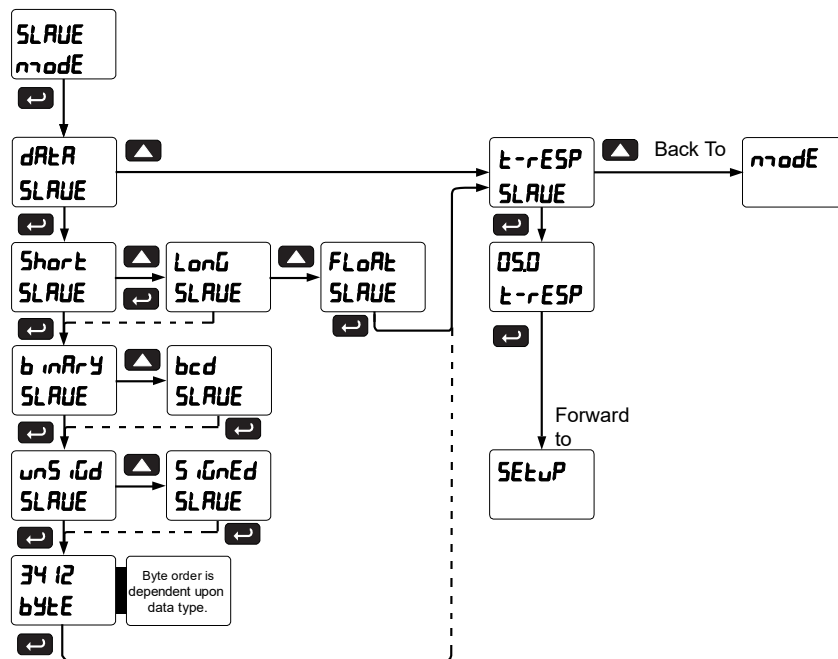 SLAVE
modE
dAtA
SLAVE
t-rESP
SLAVE
Back To
modE
Short
SLAVE
LonG
SLAVE
FLoAt
SLAVE
05.0
t-rESP
binArY
SLAVE
bcd
SLAVE
Forward
to
SEtuP
unSiGd
SLAVE
SiGnEd
SLAVE
3412
bYtE
Byte order is
dependent upon
data type.